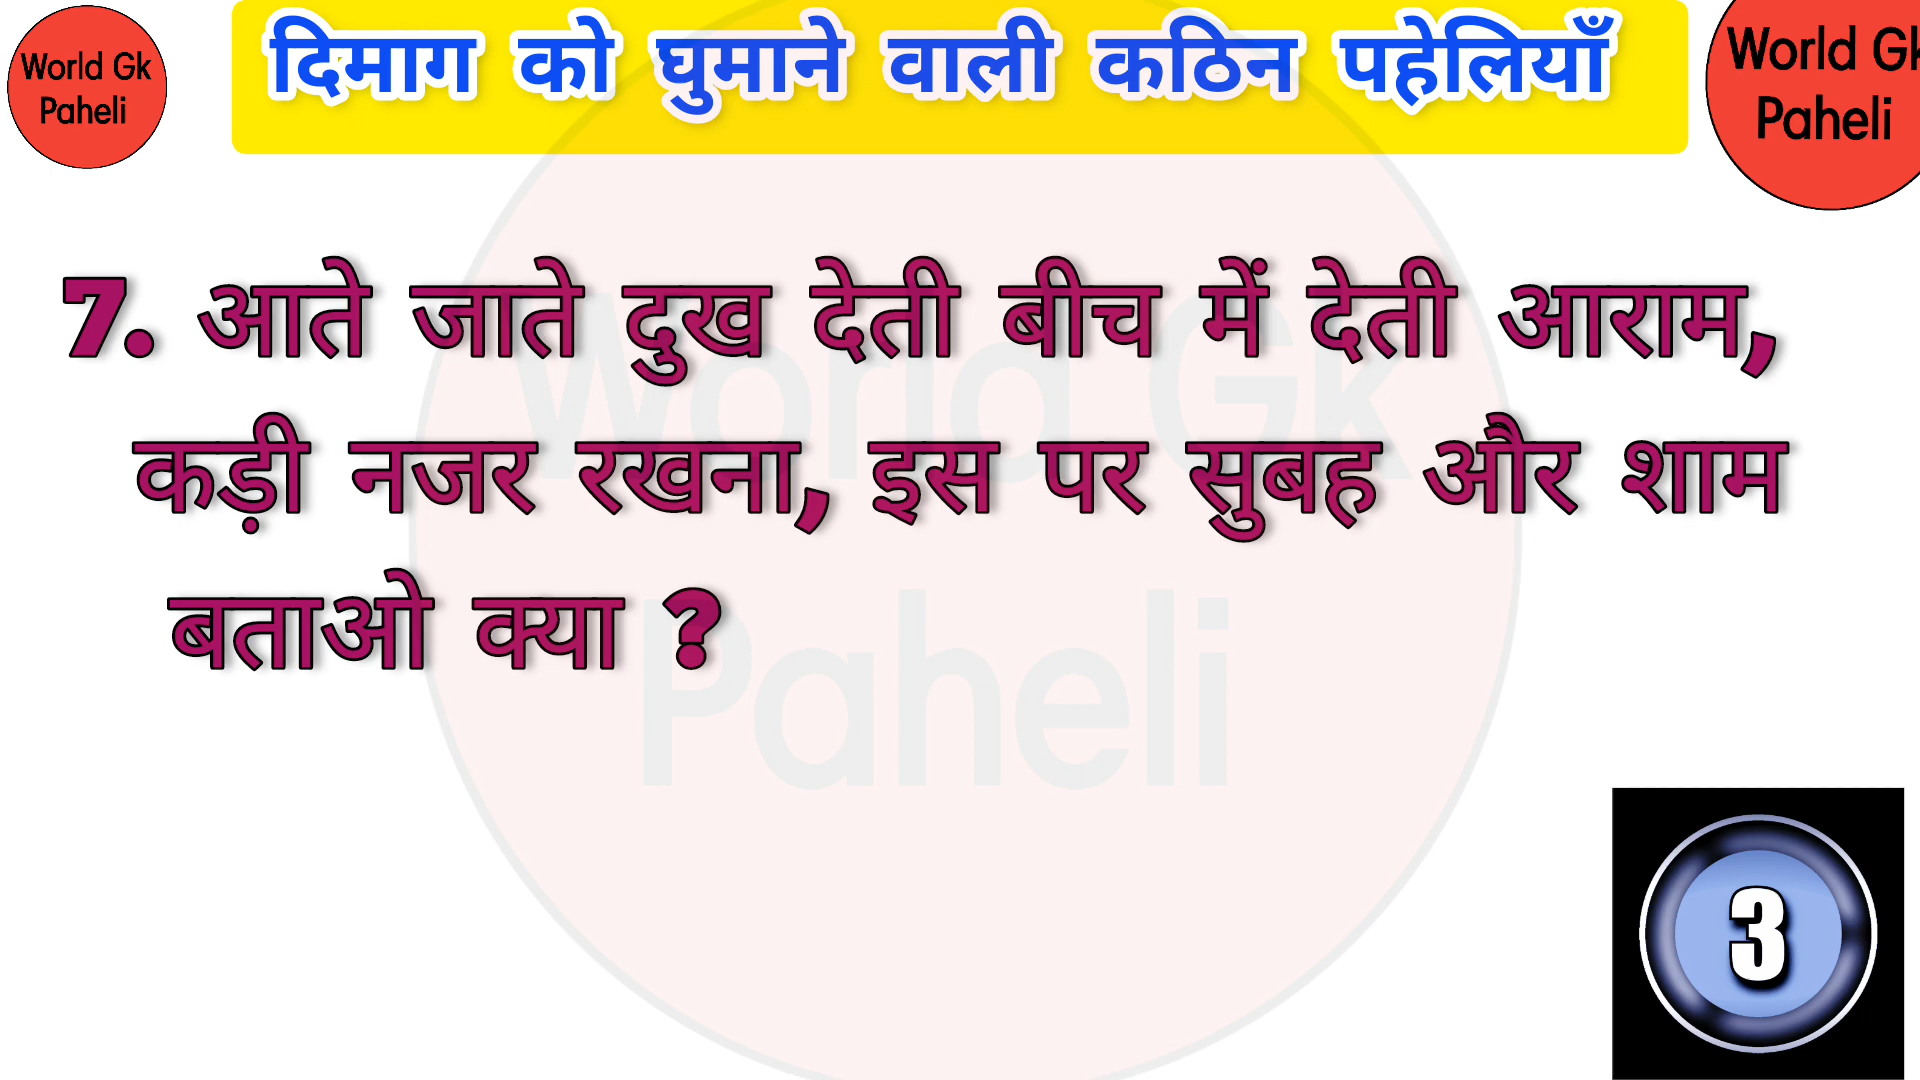 World Gk
Paheli
दिमाग को घुमाने वाली कठिन पहेलियाँ
World Gk
Paheli
7. आते जाते दुख देती बीच में देती आराम,
कड़ी नजर रखना, इस पर सुबह और शाम
बताओ क्या ?
World Gk
Paheli
3